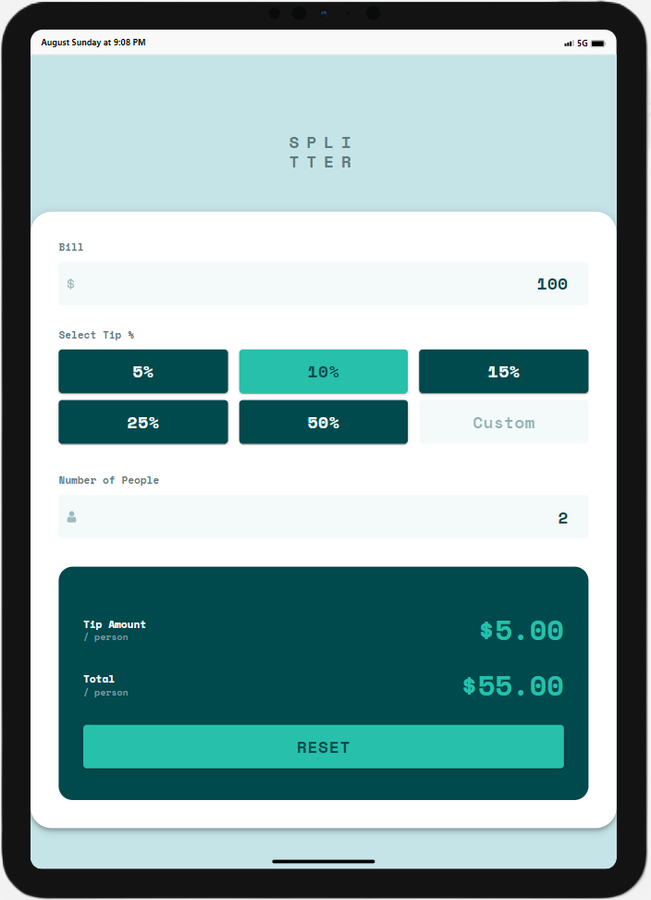 August Sunday at 9:08 PM 5G
SPLI
TTER
Bill
$ 100
Select Tip %
5% 10% 15%
25% 50% Custom
Number of People
2
Tip Amount
/ person
$5.00
Total
/ person
$55.00
RESET